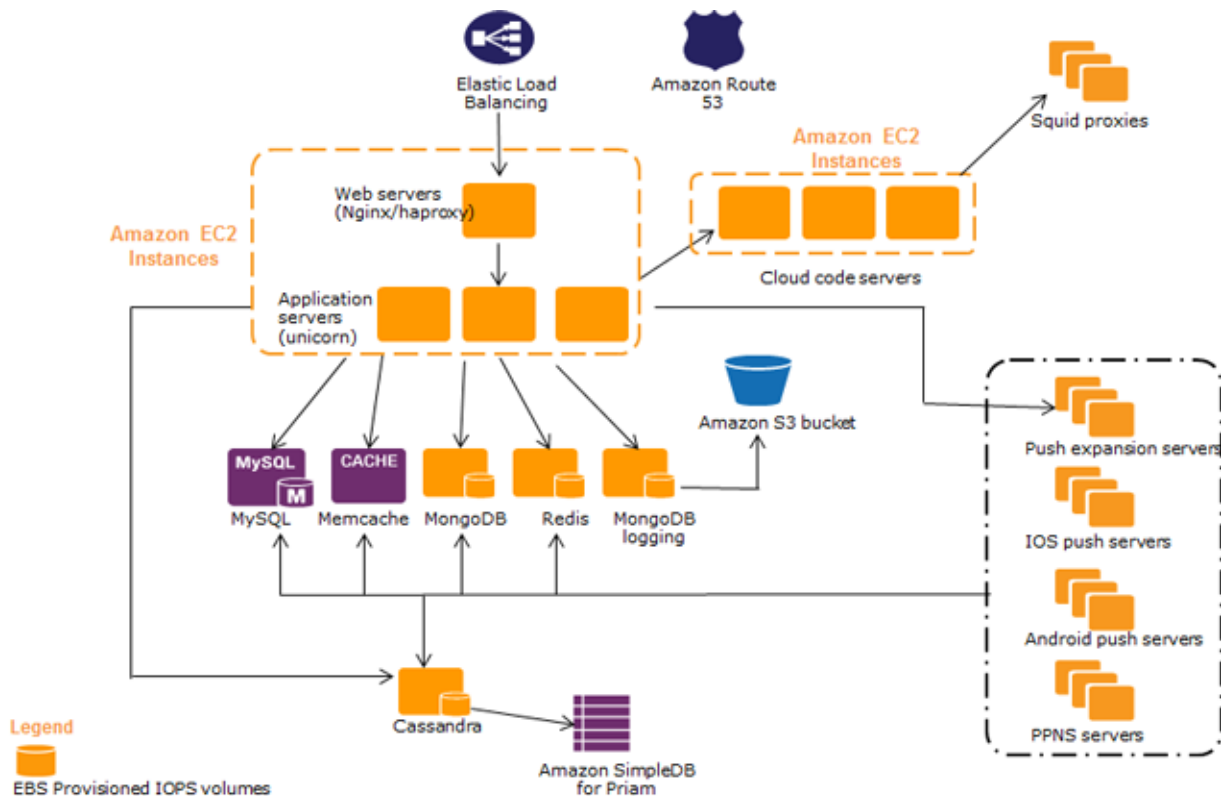 Elastic Load
Balancing
Amazon Route
53
Squid proxies
Amazon EC2
Instances
Web servers
(Nginx/haproxy)
Amazon EC2
Instances
Cloud code servers
Application
servers
(unicorn)
Amazon S3 bucket
Push expansion servers
MySQL
M
CACHE
MySQL
Memcache
MongoDB
Redis
MongoDB
logging
IOS push servers
Android push servers
Cassandra
PPNS servers
Legend
EBS Provisioned IOPS volumes
Amazon SimpleDB
for Priam